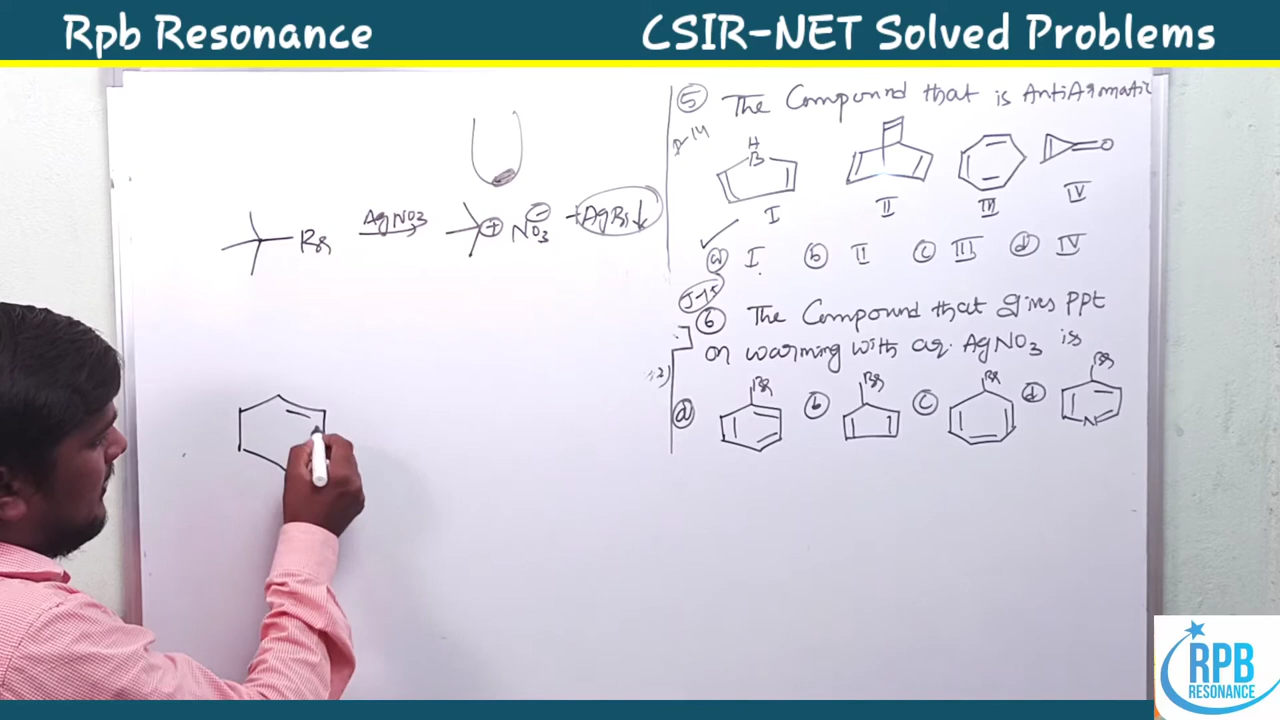 Rpb Resonance
CSIR-NET Solved Problems
5 The Compound that is AntiAromatic
H
B
O
I
II
III
IV
a I b II c III d IV
Br AgNO3 + NO3 - + AgBr↓
J-15
6 The Compound that gives PPt
on warming with aq. AgNO3 is
a Br b Br c Br d Br
N
RPB
RESONANCE